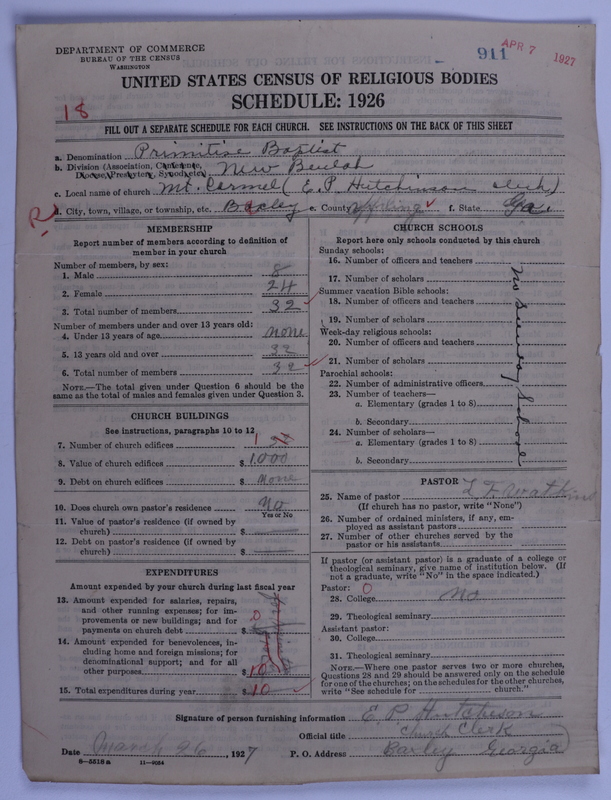 DEPARTMENT OF COMMERCE
BUREAU OF THE CENSUS
WASHINGTON
911
APR 7 1927
UNITED STATES CENSUS OF RELIGIOUS BODIES
SCHEDULE: 1926
18
FILL OUT A SEPARATE SCHEDULE FOR EACH CHURCH. SEE INSTRUCTIONS ON THE BACK OF THIS SHEET
a. Denomination Primitive Baptist
b. Division (Association, Conference, Diocese, Presbytery, Synod, etc.) New Beulah
c. Local name of church Mt. Carmel (E. P. Hutchinson clerk)
d. City, town, village, or township, etc. Baxley e. County Appling f. State Ga.
MEMBERSHIP
Report number of members according to definition of
member in your church
Number of members, by sex:
1. Male 8
2. Female 24
3. Total number of members 32
Number of members under and over 13 years old:
4. Under 13 years of age none
5. 13 years old and over 32
6. Total number of members 32
NOTE.—The total given under Question 6 should be the
same as the total of males and females given under Question 3.
CHURCH BUILDINGS
See instructions, paragraphs 10 to 12
7. Number of church edifices 1
8. Value of church edifices $ 1,000
9. Debt on church edifices $ none
10. Does church own pastor's residence No
Yes or No
11. Value of pastor's residence (if owned by
church) $
12. Debt on pastor's residence (if owned by
church) $
EXPENDITURES
Amount expended by your church during last fiscal year
13. Amount expended for salaries, repairs,
and other running expenses; for im-
provements or new buildings; and for
payments on church debt $ 0
14. Amount expended for benevolences, in-
cluding home and foreign missions; for
denominational support; and for all
other purposes $ 10
15. Total expenditures during year $ 10
CHURCH SCHOOLS
Report here only schools conducted by this church
Sunday schools:
16. Number of officers and teachers
17. Number of scholars
Summer vacation Bible schools:
18. Number of officers and teachers
19. Number of scholars
Week-day religious schools:
20. Number of officers and teachers
21. Number of scholars
Parochial schools:
22. Number of administrative officers
23. Number of teachers—
a. Elementary (grades 1 to 8)
b. Secondary
24. Number of scholars—
a. Elementary (grades 1 to 8)
b. Secondary
No Sunday School
PASTOR
25. Name of pastor
(If church has no pastor, write "None")
26. Number of ordained ministers, if any, em-
ployed as assistant pastors
27. Number of other churches served by the
pastor or his assistants
If pastor (or assistant pastor) is a graduate of a college or
theological seminary, give name of institution below. (If
not a graduate, write "No" in the space indicated.)
Pastor: 0
28. College No
29. Theological seminary
Assistant pastor:
30. College
31. Theological seminary
NOTE.—Where one pastor serves two or more churches,
Questions 28 and 29 should be answered only on the schedule
for one of the churches; on the schedules for the other churches,
write "See schedule for church."
Signature of person furnishing information E. P. Hutcheson
Official title Church Clerk
Date March 26, 1927 P. O. Address Baxley Georgia
8—5518a 11—9054